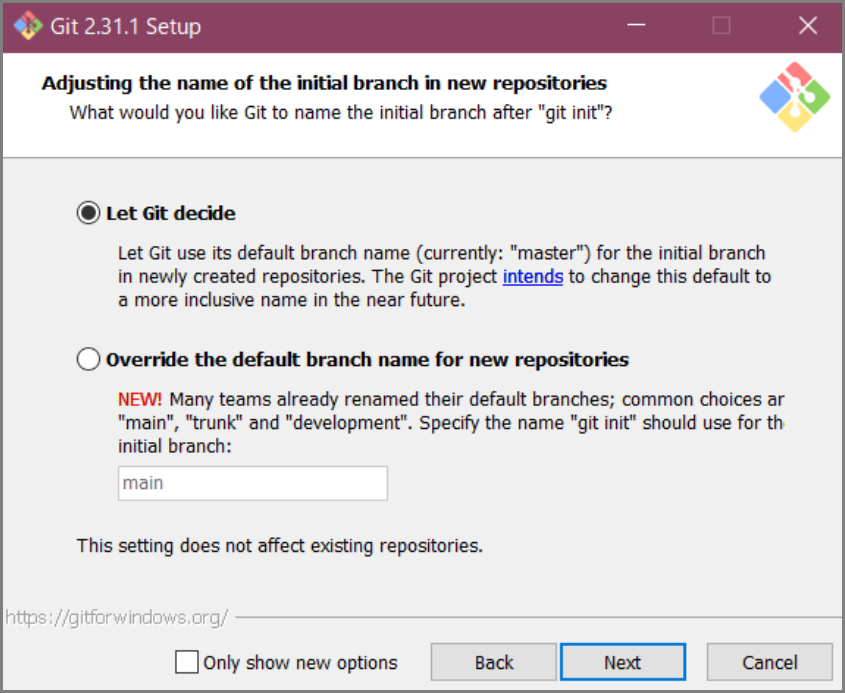 Git 2.31.1 Setup
Adjusting the name of the initial branch in new repositories
What would you like Git to name the initial branch after "git init"?
Let Git decide
Let Git use its default branch name (currently: "master") for the initial branch
in newly created repositories. The Git project intends to change this default to
a more inclusive name in the near future.
Override the default branch name for new repositories
NEW! Many teams already renamed their default branches; common choices ar
"main", "trunk" and "development". Specify the name "git init" should use for th
initial branch:
main
This setting does not affect existing repositories.
https://gitforwindows.org/
Only show new options
Back
Next
Cancel